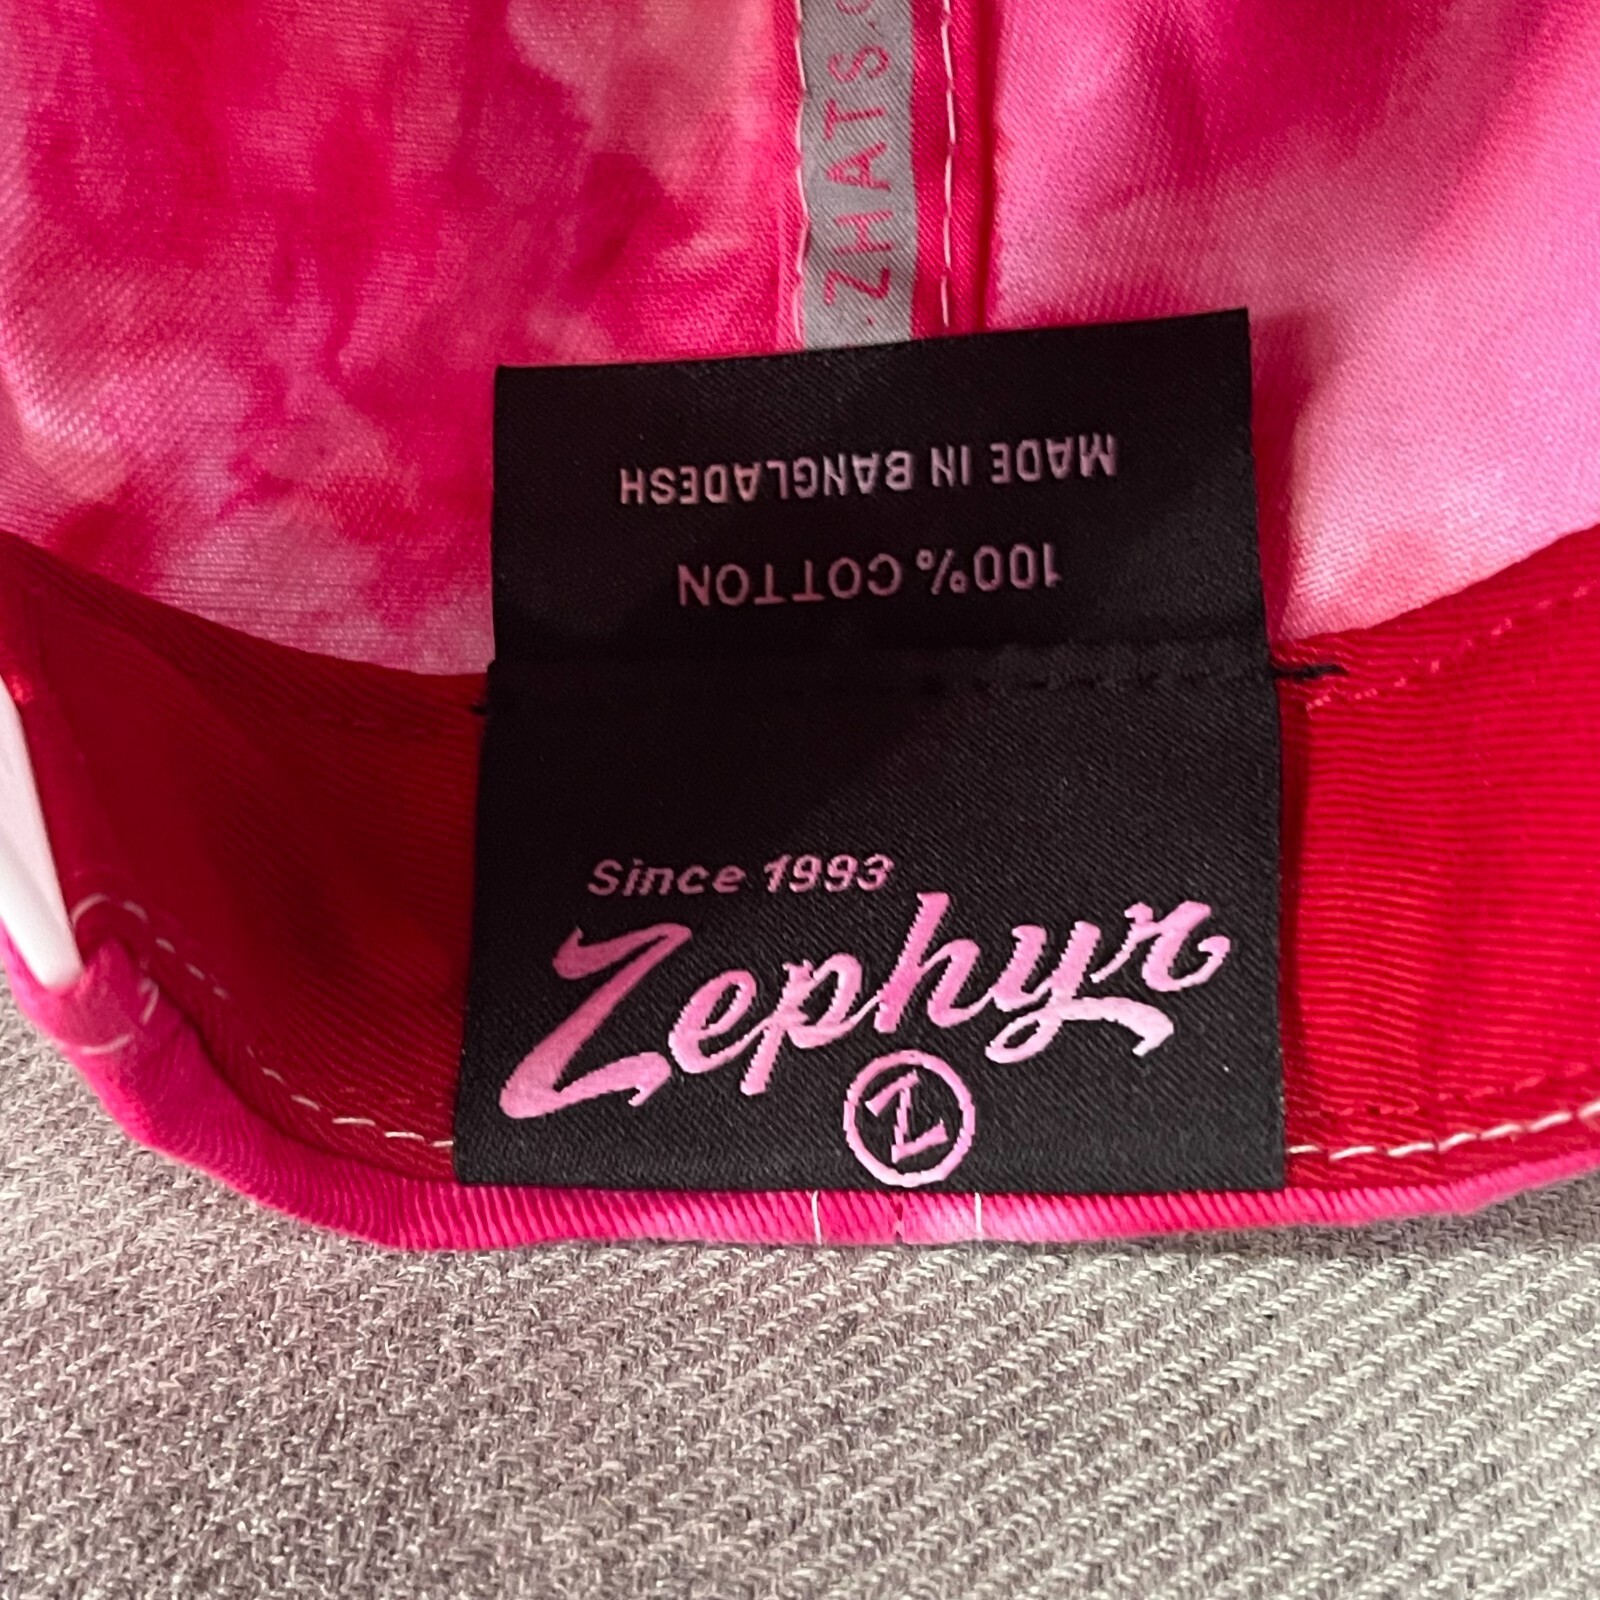 ZHATS.
MADE IN BANGLADESH
100% COTTON
Since 1993
Zephyr
Z